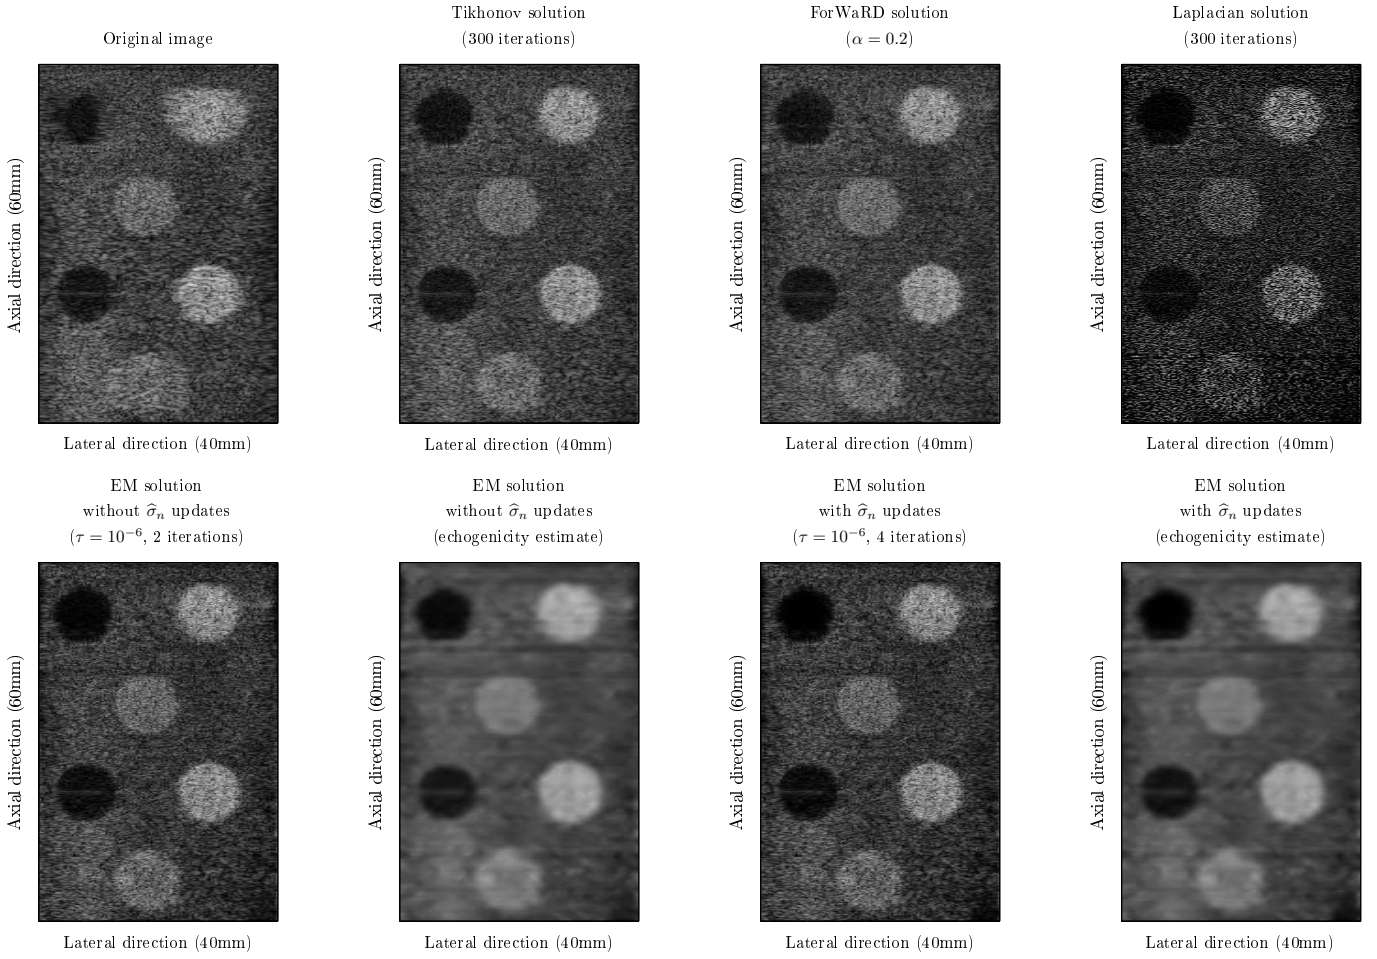 Original image
Tikhonov solution
(300 iterations)
ForWaRD solution
(α = 0.2)
Laplacian solution
(300 iterations)
Axial direction (60mm)
Axial direction (60mm)
Axial direction (60mm)
Axial direction (60mm)
Lateral direction (40mm)
Lateral direction (40mm)
Lateral direction (40mm)
Lateral direction (40mm)
EM solution
without σ̂ₙ updates
(τ = 10⁻⁶, 2 iterations)
EM solution
without σ̂ₙ updates
(echogenicity estimate)
EM solution
with σ̂ₙ updates
(τ = 10⁻⁶, 4 iterations)
EM solution
with σ̂ₙ updates
(echogenicity estimate)
Axial direction (60mm)
Axial direction (60mm)
Axial direction (60mm)
Axial direction (60mm)
Lateral direction (40mm)
Lateral direction (40mm)
Lateral direction (40mm)
Lateral direction (40mm)